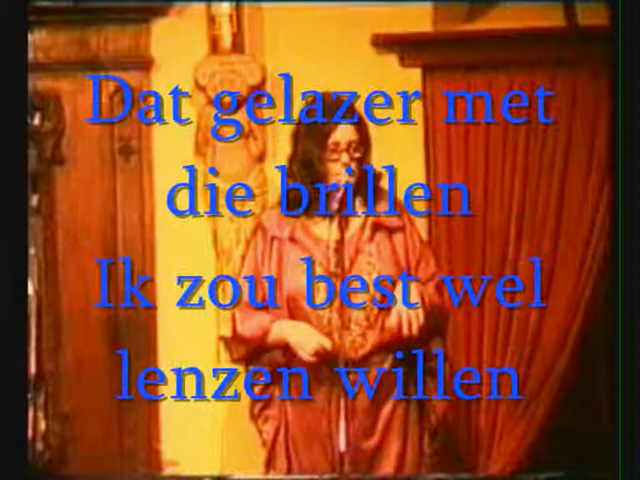 Dat gelazer met
die brillen
Ik zou best wel
lenzen willen